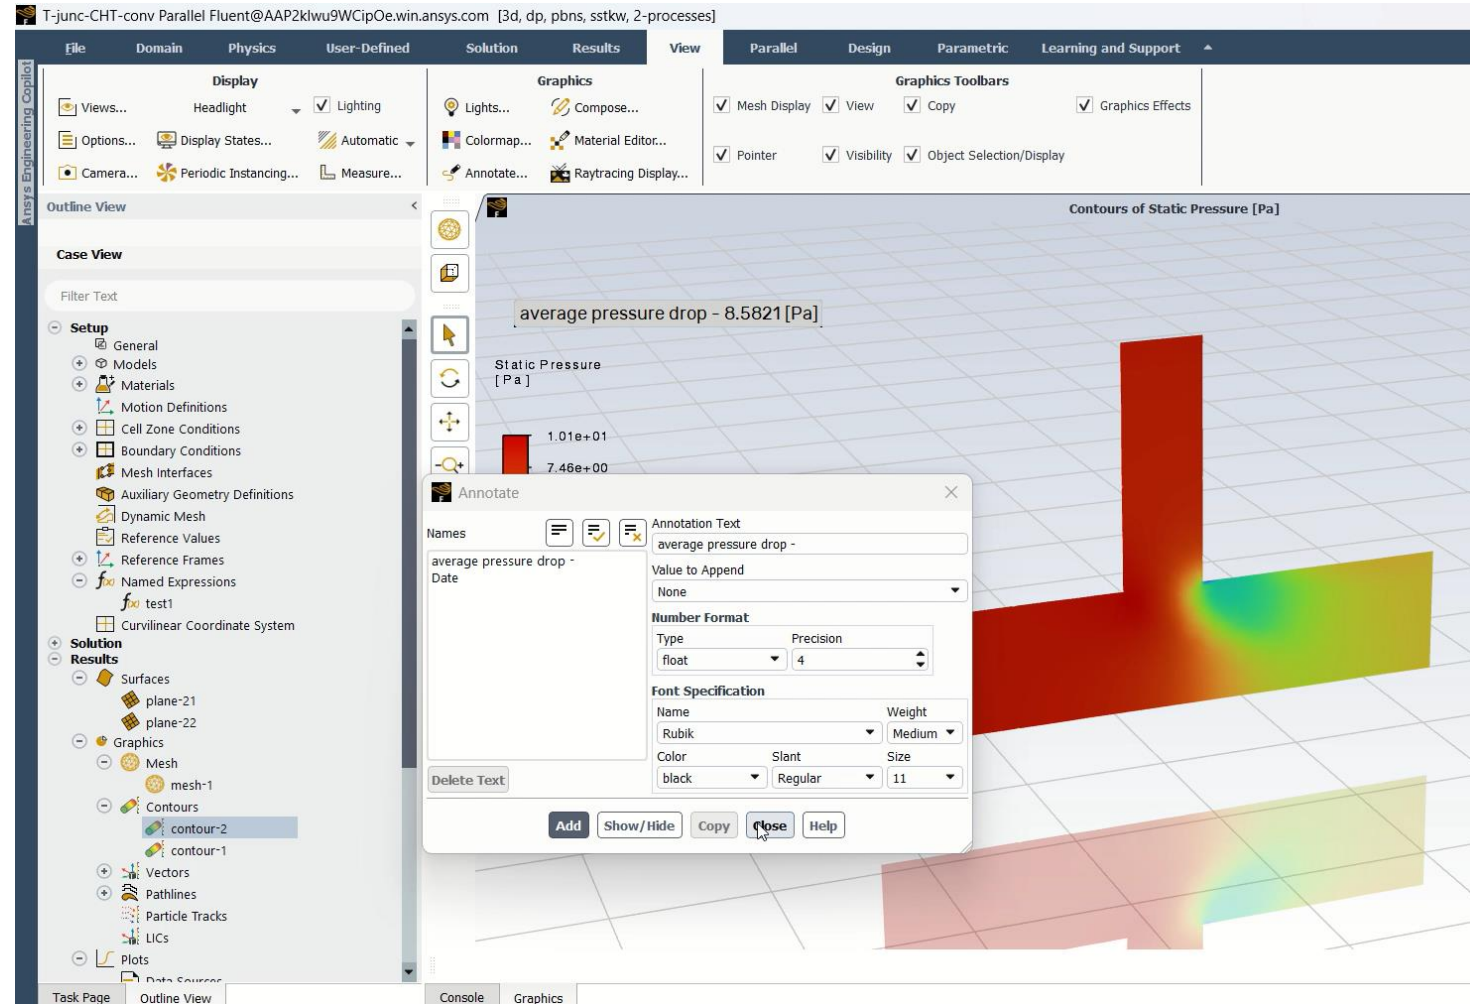 T-junc-CHT-conv Parallel Fluent@AAP2klwu9WCipOe.win.ansys.com [3d, dp, pbns, sstkw, 2-processes]
File Domain Physics User-Defined Solution Results View Parallel Design Parametric Learning and Support
Ansys Engineering Copilot
Display Graphics Graphics Toolbars
Views... Headlight Lighting Lights... Compose... Mesh Display View Copy Graphics Effects
Options... Display States... Automatic Colormap... Material Editor...
Pointer Visibility Object Selection/Display
Camera... Periodic Instancing... Measure... Annotate... Raytracing Display...
Outline View
Case View
Filter Text
Setup
General
Models
Materials
Motion Definitions
Cell Zone Conditions
Boundary Conditions
Mesh Interfaces
Auxiliary Geometry Definitions
Dynamic Mesh
Reference Values
Reference Frames
Named Expressions
test1
Curvilinear Coordinate System
Solution
Results
Surfaces
plane-21
plane-22
Graphics
Mesh
mesh-1
Contours
contour-2
contour-1
Vectors
Pathlines
Particle Tracks
LICs
Plots
Data Sources
Task Page Outline View
Contours of Static Pressure [Pa]
average pressure drop - 8.5821 [Pa]
Static Pressure
[Pa]
1.01e+01
7.46e+00
Annotate
Names
average pressure drop -
Date
Delete Text
Annotation Text
average pressure drop -
Value to Append
None
Number Format
Type Precision
float 4
Font Specification
Name Weight
Rubik Medium
Color Slant Size
black Regular 11
Add Show/Hide Copy Close Help
Console Graphics